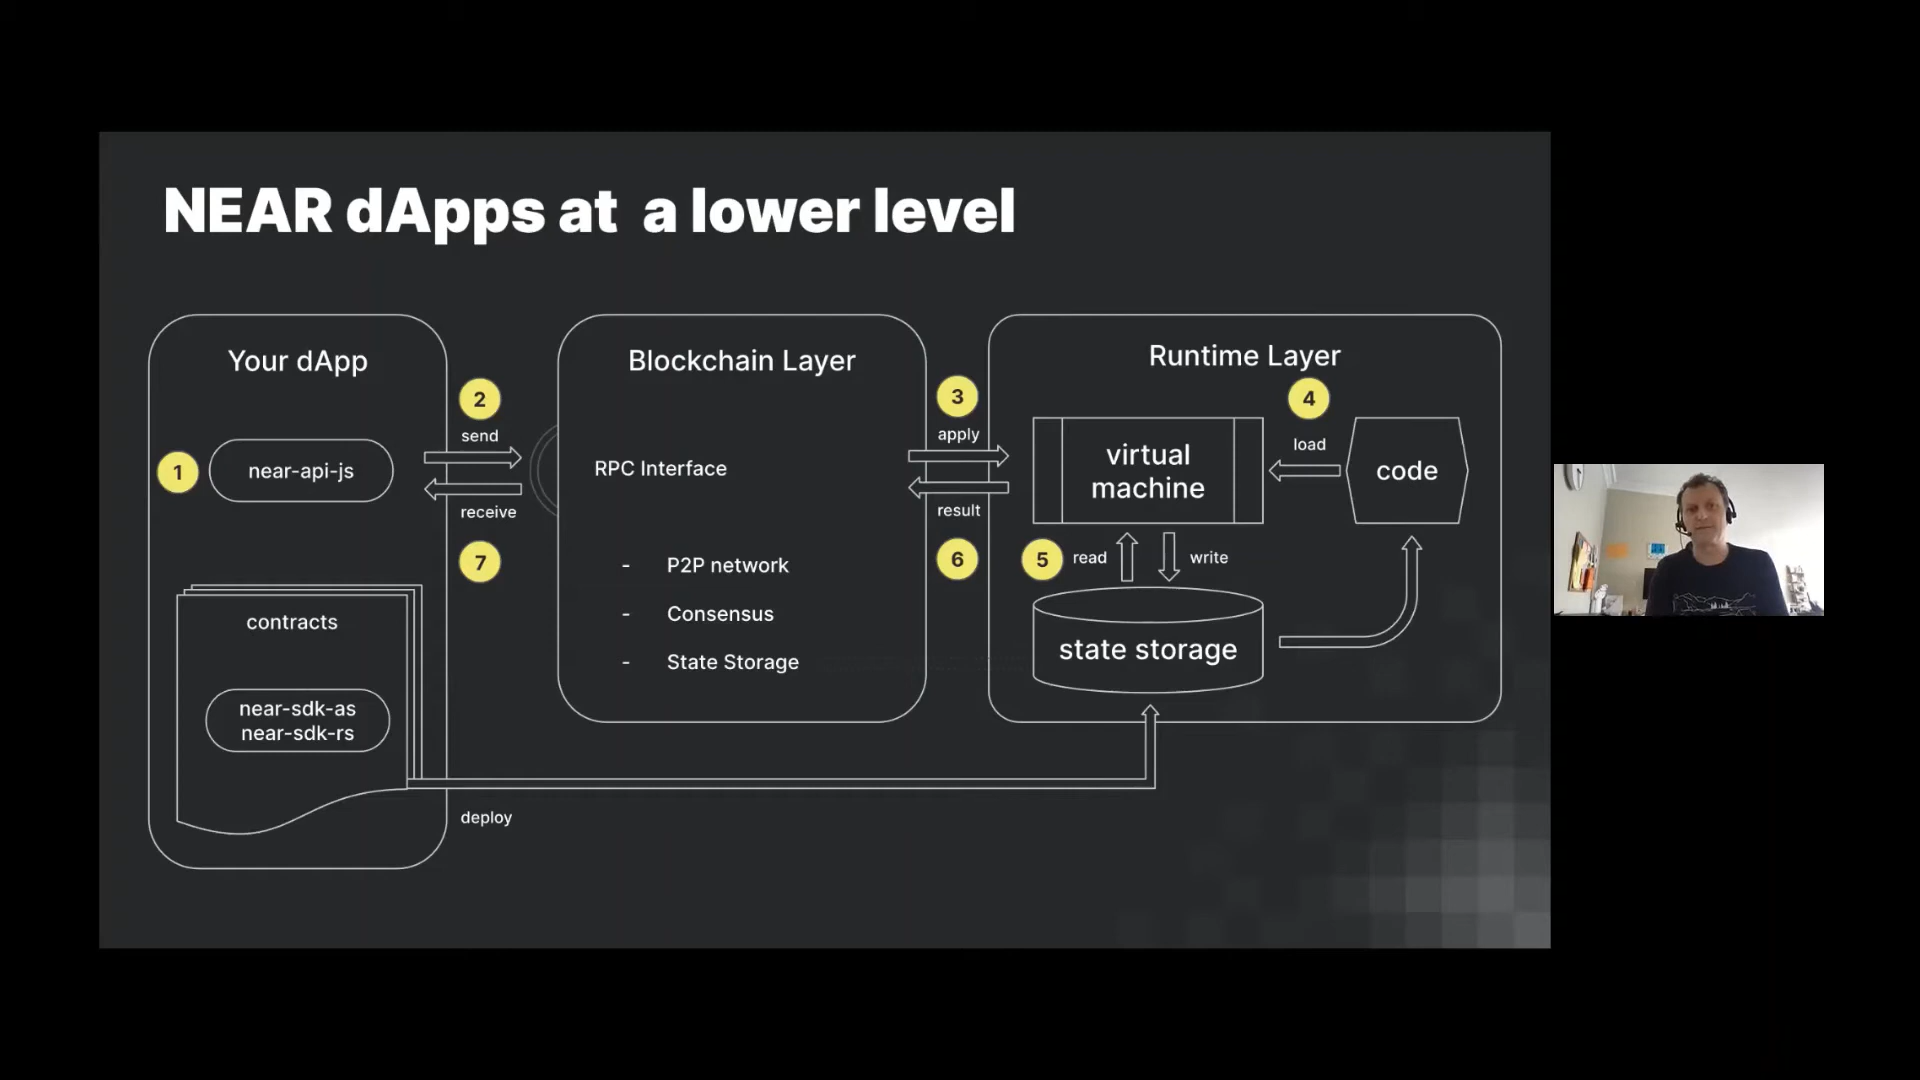 NEAR dApps at a lower level
Your dApp
1
near-api-js
contracts
near-sdk-as
near-sdk-rs
2
send
receive
7
deploy
Blockchain Layer
RPC Interface
- P2P network
- Consensus
- State Storage
3
apply
result
6
Runtime Layer
4
virtual
machine
load
code
5
read
write
state storage